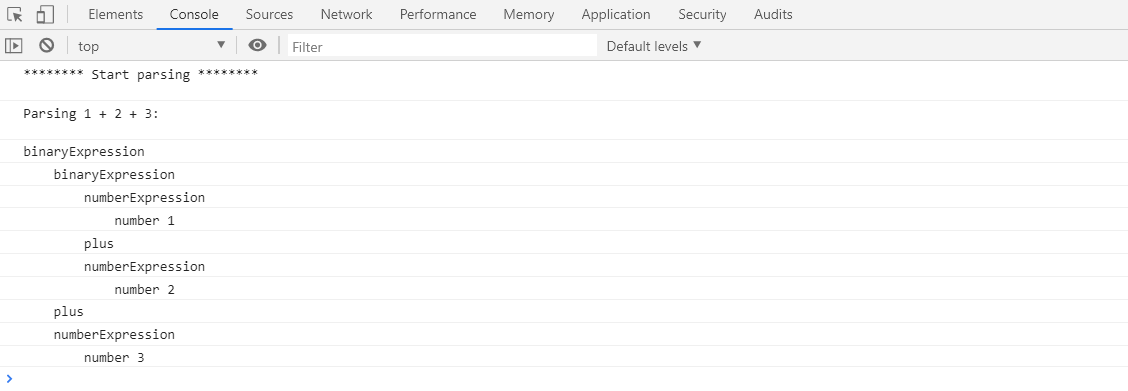 Elements Console Sources Network Performance Memory Application Security Audits
top Filter Default levels
******** Start parsing ********
Parsing 1 + 2 + 3:
binaryExpression
binaryExpression
numberExpression
number 1
plus
numberExpression
number 2
plus
numberExpression
number 3